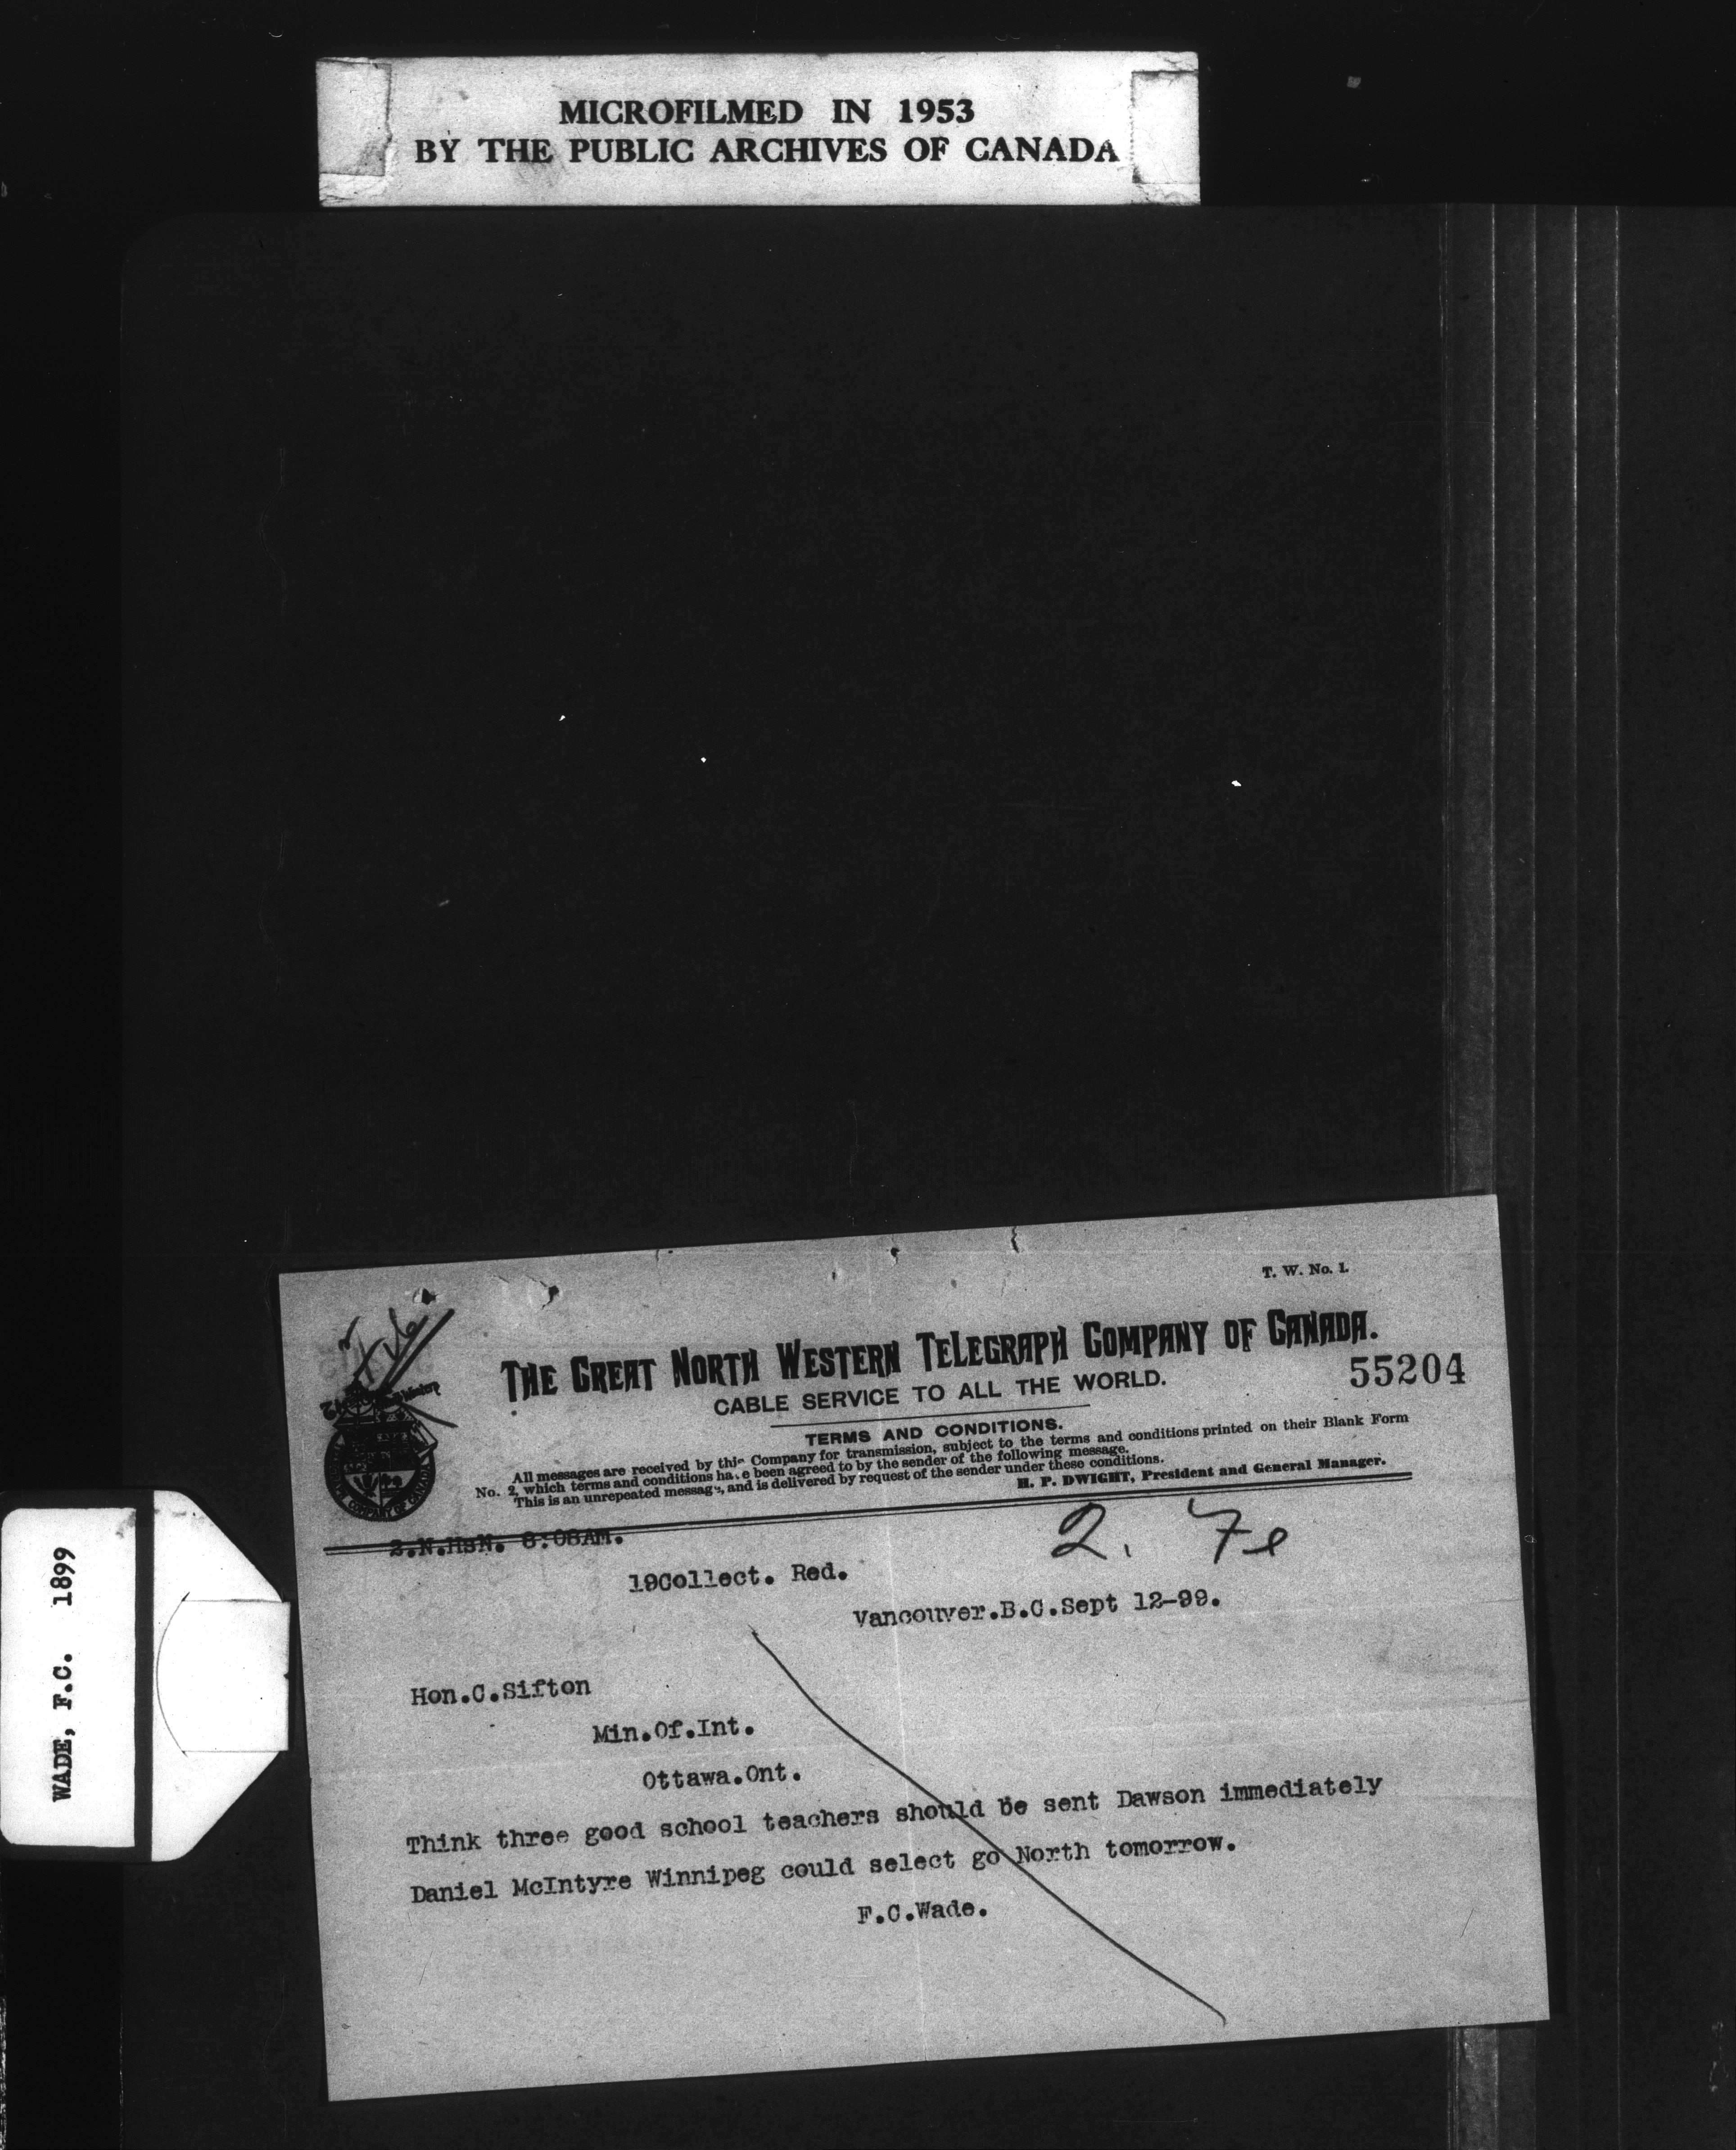 MICROFILMED IN 1953
BY THE PUBLIC ARCHIVES OF CANADA
WADE, F.C. 1899
T. W. No. 1.
File
THE GREAT NORTH WESTERN TELEGRAPH COMPANY OF CANADA.
CABLE SERVICE TO ALL THE WORLD.
55204
TERMS AND CONDITIONS.
All messages are received by this Company for transmission, subject to the terms and conditions printed on their Blank Form
No. 2, which terms and conditions have been agreed to by the sender of the following message.
This is an unrepeated message, and is delivered by request of the sender under these conditions.
H. P. DWIGHT, President and General Manager.
2.N.HsN. 8:08AM.
2.
19Collect. Red.
Vancouver.B.C.Sept 12-99.
Hon.C.Sifton
Min.Of.Int.
Ottawa.Ont.
Think three good school teachers should be sent Dawson immediately
Daniel McIntyre Winnipeg could select go North tomorrow.
F.C.Wade.